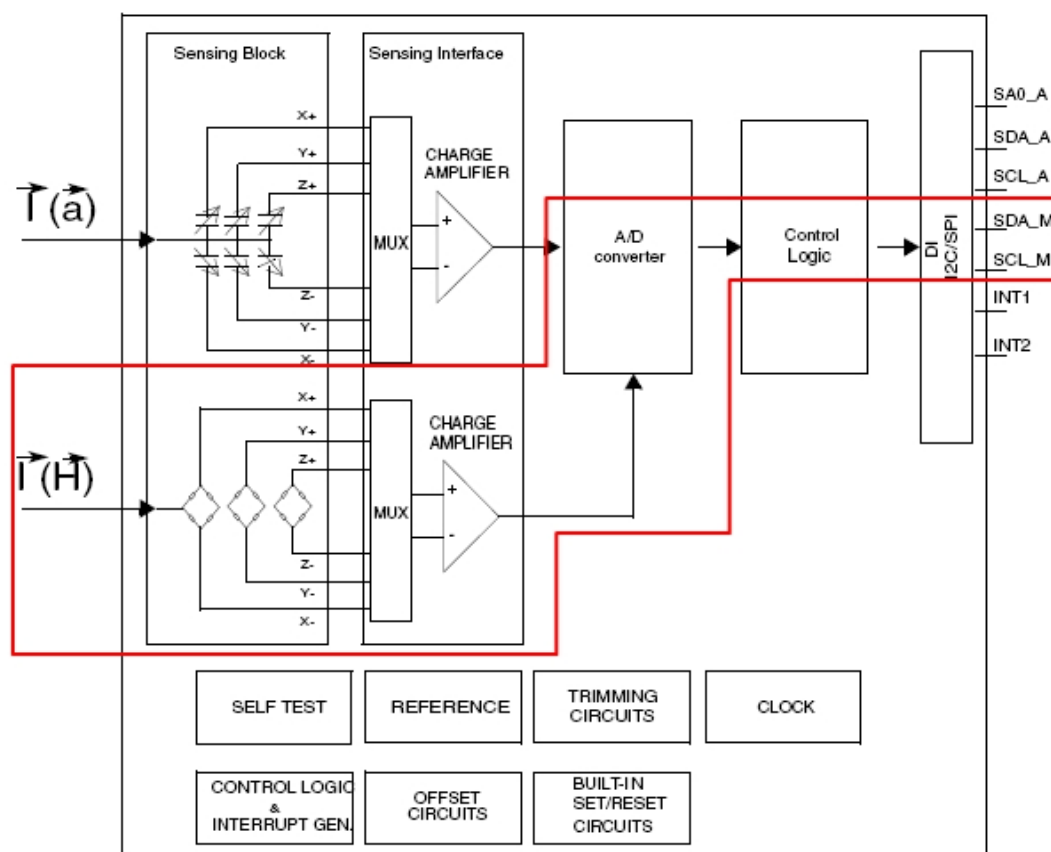 Sensing Block
Sensing Interface
X+
Y+
Z+
I (a)
Z-
Y-
X-
MUX
CHARGE
AMPLIFIER
+
-
A/D
converter
Control
Logic
DI
I2C/SPI
SA0_A
SDA_A
SCL_A
SDA_M
SCL_M
INT1
INT2
X+
Y+
Z+
I (H)
Z-
Y-
X-
MUX
CHARGE
AMPLIFIER
+
-
SELF TEST
REFERENCE
TRIMMING
CIRCUITS
CLOCK
CONTROL LOGIC
&
INTERRUPT GEN.
OFFSET
CIRCUITS
BUILT-IN
SET/RESET
CIRCUITS